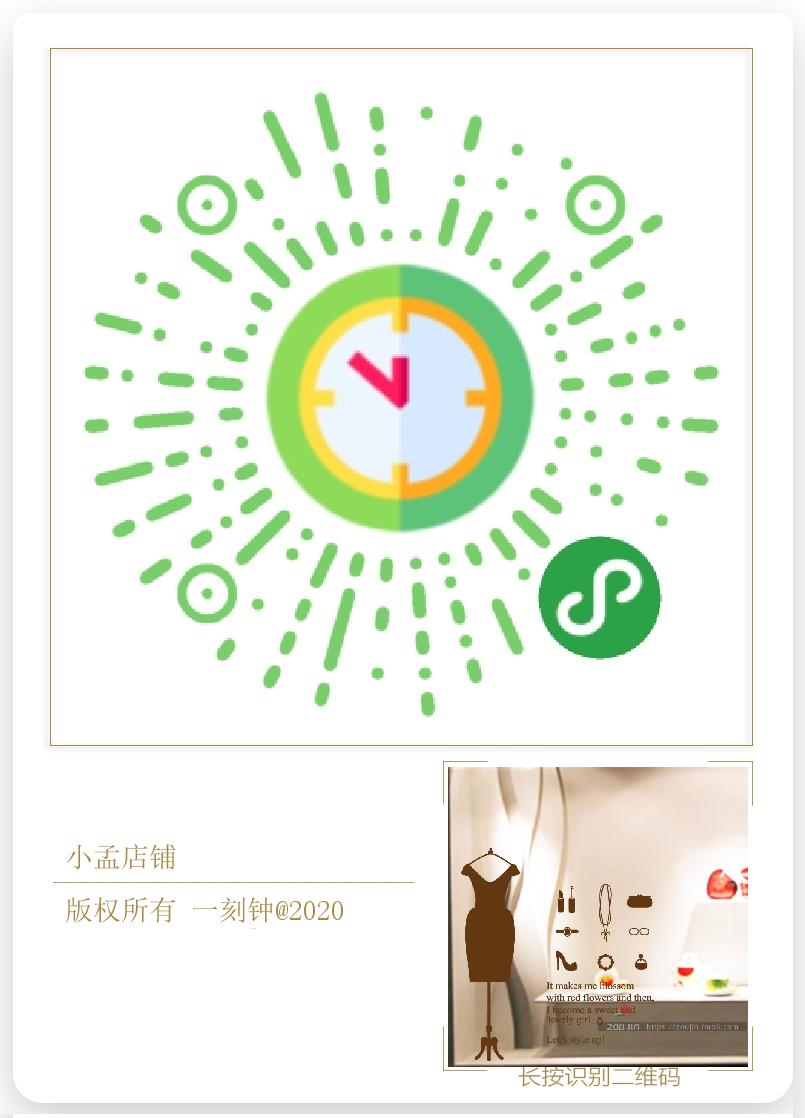 小孟店铺
版权所有 一刻钟@2020
It makes me blossom
with red flowers and then,
I become a sweet and
lovely girl.
Let's style up!
ZOUJIN https://zoujin.tmall.com
长按识别二维码